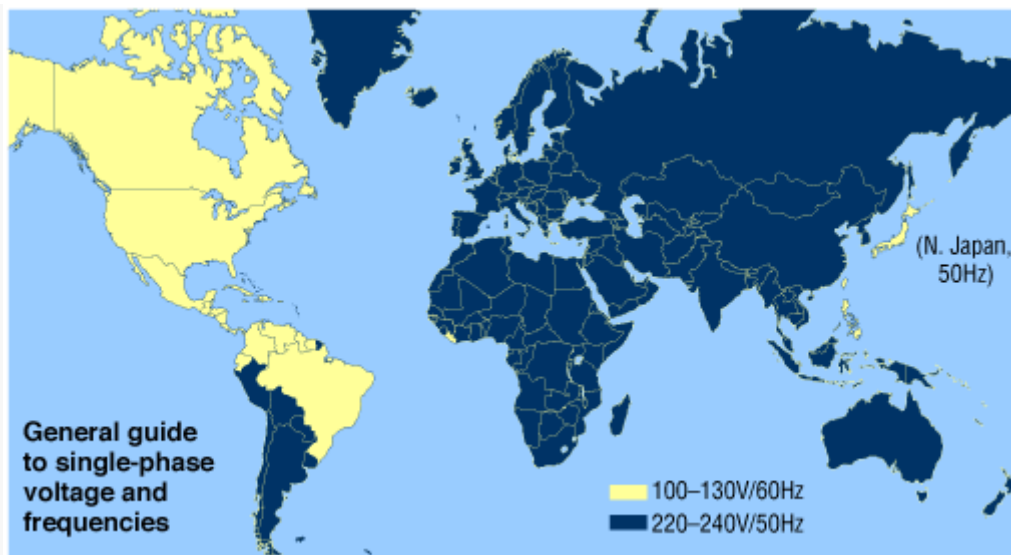 (N. Japan,
50Hz)
General guide
to single-phase
voltage and
frequencies
100–130V/60Hz
220–240V/50Hz